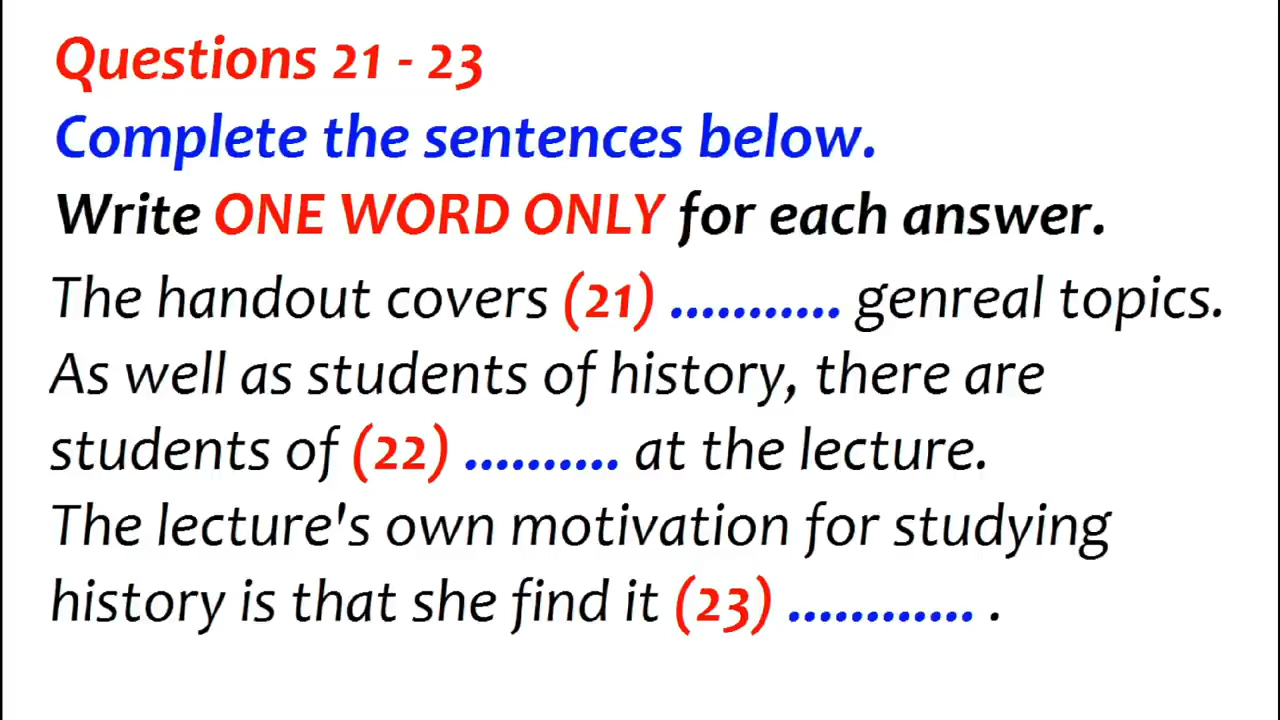 Questions 21 - 23
Complete the sentences below.
Write ONE WORD ONLY for each answer.
The handout covers (21) ........... genreal topics.
As well as students of history, there are
students of (22) .......... at the lecture.
The lecture's own motivation for studying
history is that she find it (23) ............ .